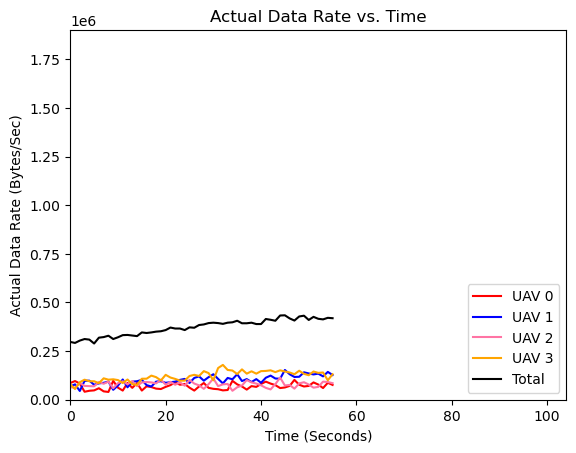 Actual Data Rate vs. Time
1e6
Actual Data Rate (Bytes/Sec)
1.75
1.50
1.25
1.00
0.75
0.50
0.25
0.00
0 20 40 60 80 100
Time (Seconds)
UAV 0
UAV 1
UAV 2
UAV 3
Total